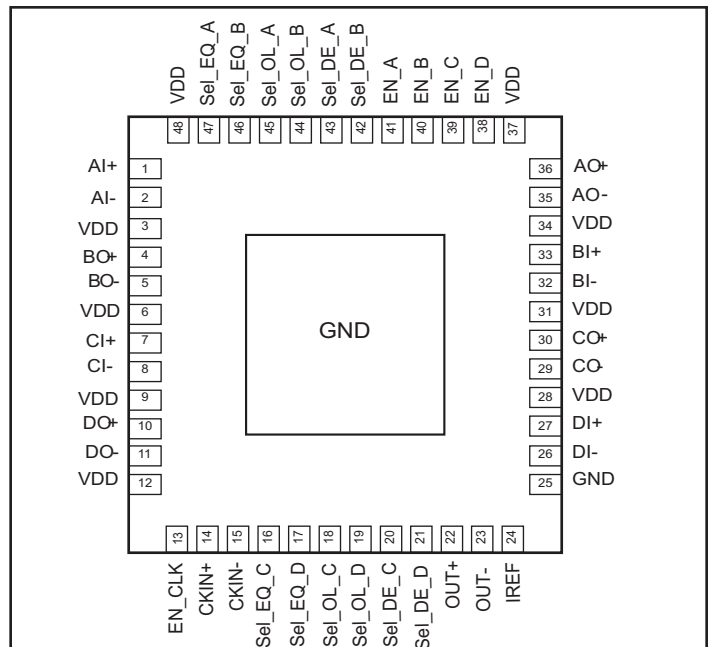 VDD
Sel_EQ_A
Sel_EQ_B
Sel_OL_A
Sel_OL_B
Sel_DE_A
Sel_DE_B
EN_A
EN_B
EN_C
EN_D
VDD
48 47 46 45 44 43 42 41 40 39 38 37
AI+ 1
AI- 2
VDD 3
BO+ 4
BO- 5
VDD 6
CI+ 7
CI- 8
VDD 9
DO+ 10
DO- 11
VDD 12
GND
36 AO+
35 AO-
34 VDD
33 BI+
32 BI-
31 VDD
30 CO+
29 CO-
28 VDD
27 DI+
26 DI-
25 GND
13 14 15 16 17 18 19 20 21 22 23 24
EN_CLK
CKIN+
CKIN-
Sel_EQ_C
Sel_EQ_D
Sel_OL_C
Sel_OL_D
Sel_DE_C
Sel_DE_D
OUT+
OUT-
IREF